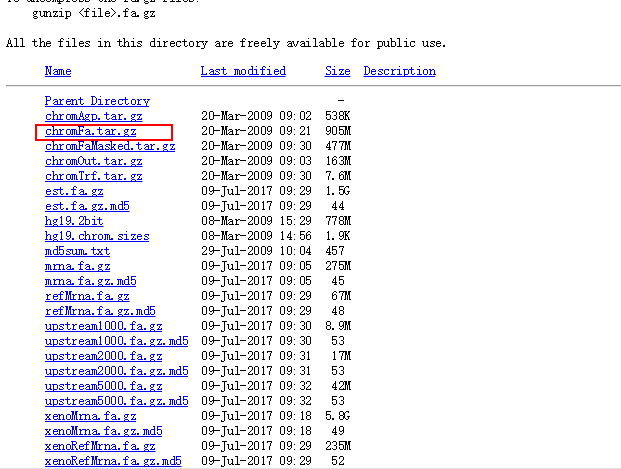 gunzip <file>.fa.gz
All the files in this directory are freely available for public use.
Name Last modified Size Description
Parent Directory -
chromAgp.tar.gz 20-Mar-2009 09:02 538K
chromFa.tar.gz 20-Mar-2009 09:21 905M
chromFaMasked.tar.gz 20-Mar-2009 09:30 477M
chromOut.tar.gz 20-Mar-2009 09:03 163M
chromTrf.tar.gz 20-Mar-2009 09:30 7.6M
est.fa.gz 09-Jul-2017 09:29 1.5G
est.fa.gz.md5 09-Jul-2017 09:29 44
hg19.2bit 08-Mar-2009 15:29 778M
hg19.chrom.sizes 08-Mar-2009 14:56 1.9K
md5sum.txt 29-Jul-2009 10:04 457
mrna.fa.gz 09-Jul-2017 09:05 275M
mrna.fa.gz.md5 09-Jul-2017 09:05 45
refMrna.fa.gz 09-Jul-2017 09:29 67M
refMrna.fa.gz.md5 09-Jul-2017 09:29 48
upstream1000.fa.gz 09-Jul-2017 09:30 8.9M
upstream1000.fa.gz.md5 09-Jul-2017 09:30 53
upstream2000.fa.gz 09-Jul-2017 09:31 17M
upstream2000.fa.gz.md5 09-Jul-2017 09:31 53
upstream5000.fa.gz 09-Jul-2017 09:32 42M
upstream5000.fa.gz.md5 09-Jul-2017 09:32 53
xenoMrna.fa.gz 09-Jul-2017 09:18 5.8G
xenoMrna.fa.gz.md5 09-Jul-2017 09:18 49
xenoRefMrna.fa.gz 09-Jul-2017 09:29 235M
xenoRefMrna.fa.gz.md5 09-Jul-2017 09:29 52